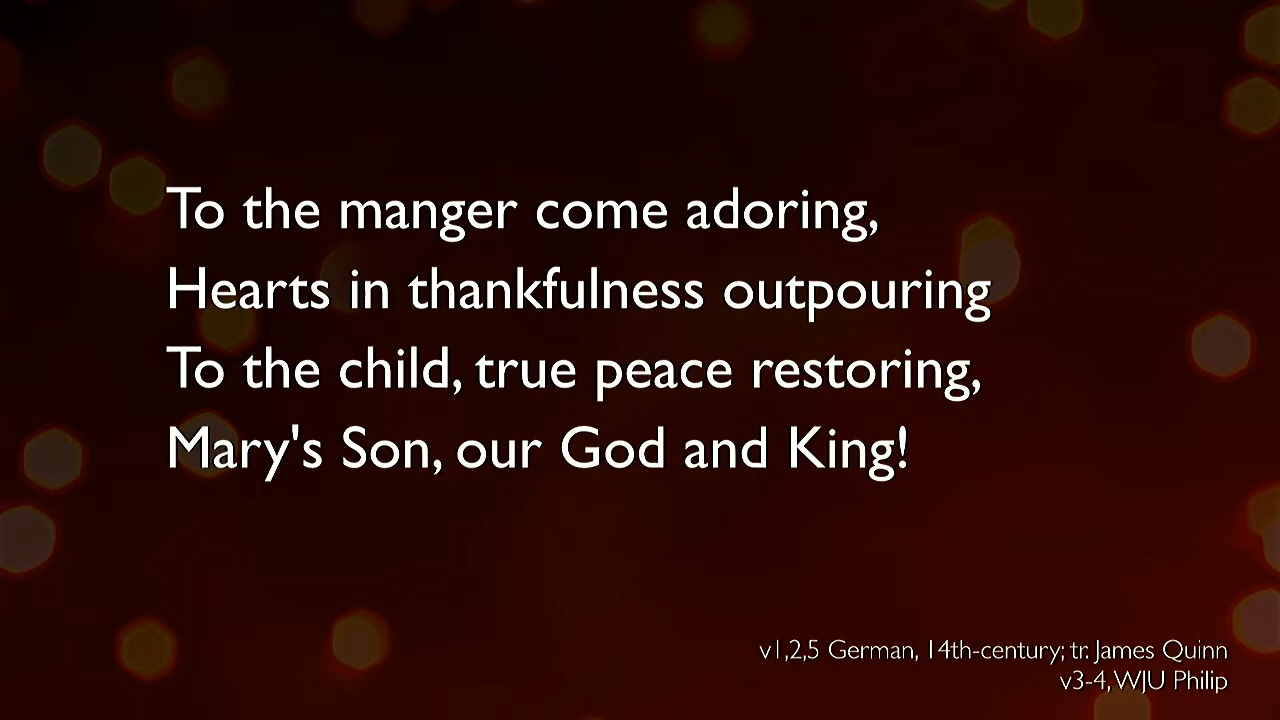 To the manger come adoring,
Hearts in thankfulness outpouring
To the child, true peace restoring,
Mary's Son, our God and King!
v1,2,5 German, 14th-century; tr. James Quinn
v3-4, WJU Philip